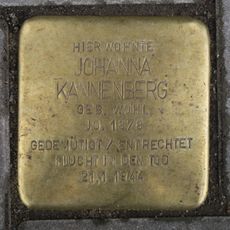 HIER WOHNTE
JOHANNA
KANNENBERG
GEB. WOHL
JG. 1878
GEDEMÜTIGT / ENTRECHTET
FLUCHT IN DEN TOD
21.1.1944